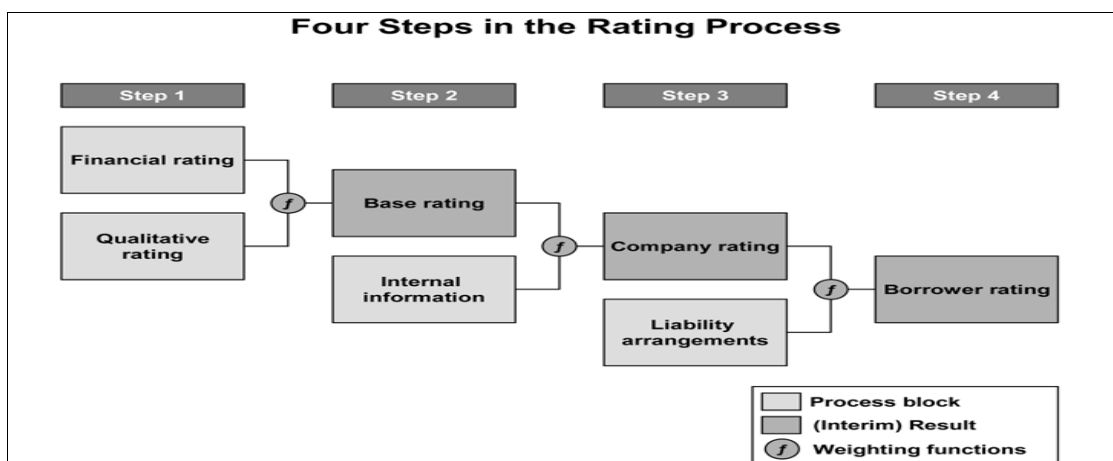 Four Steps in the Rating Process
Step 1
Step 2
Step 3
Step 4
Financial rating
Qualitative
rating
f
Base rating
Internal
information
f
Company rating
Liability
arrangements
f
Borrower rating
Process block
(Interim) Result
f Weighting functions